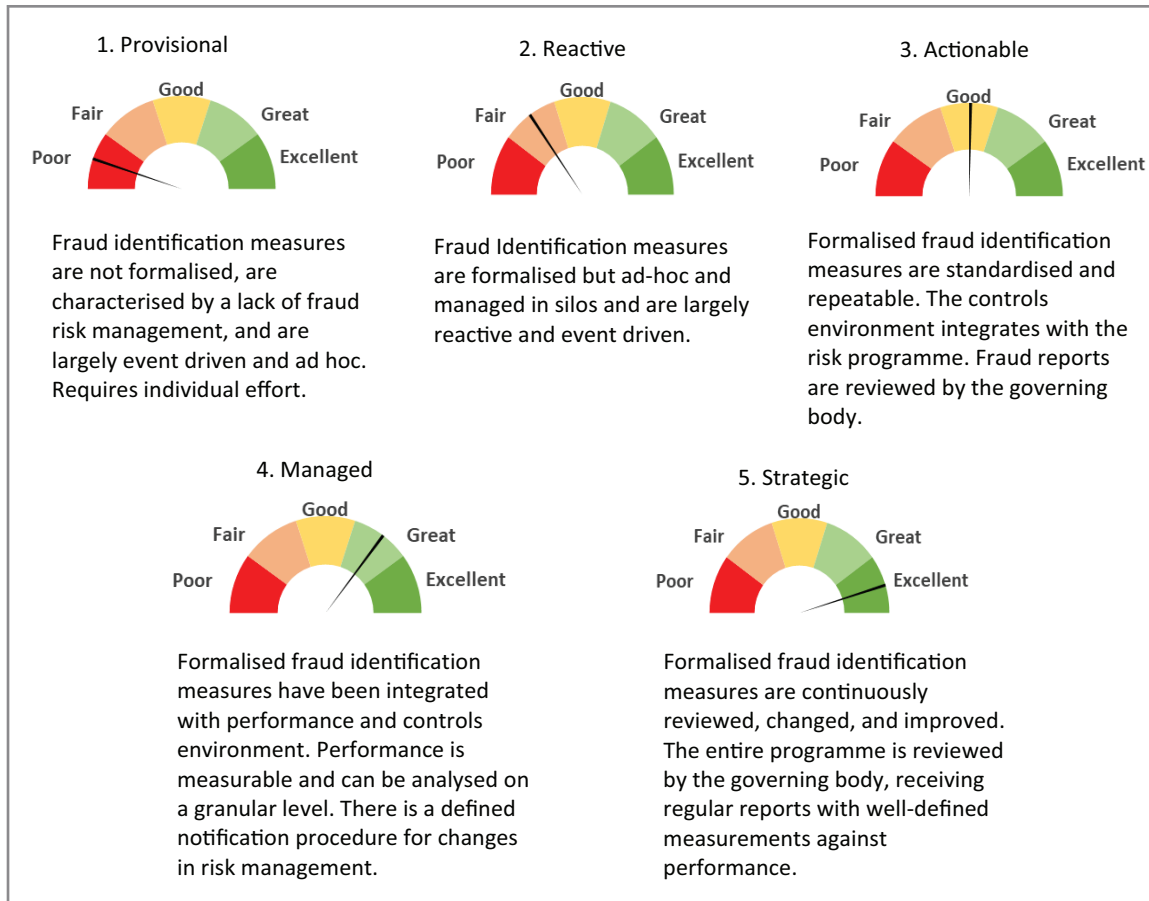 1. Provisional
Good
Fair
Great
Poor
Excellent
Fraud identification measures
are not formalised, are
characterised by a lack of fraud
risk management, and are
largely event driven and ad hoc.
Requires individual effort.
2. Reactive
Good
Fair
Great
Poor
Excellent
Fraud Identification measures
are formalised but ad-hoc and
managed in silos and are largely
reactive and event driven.
3. Actionable
Good
Fair
Great
Poor
Excellent
Formalised fraud identification
measures are standardised and
repeatable. The controls
environment integrates with the
risk programme. Fraud reports
are reviewed by the governing
body.
4. Managed
Good
Fair
Great
Poor
Excellent
Formalised fraud identification
measures have been integrated
with performance and controls
environment. Performance is
measurable and can be analysed on
a granular level. There is a defined
notification procedure for changes
in risk management.
5. Strategic
Good
Fair
Great
Poor
Excellent
Formalised fraud identification
measures are continuously
reviewed, changed, and improved.
The entire programme is reviewed
by the governing body, receiving
regular reports with well-defined
measurements against
performance.